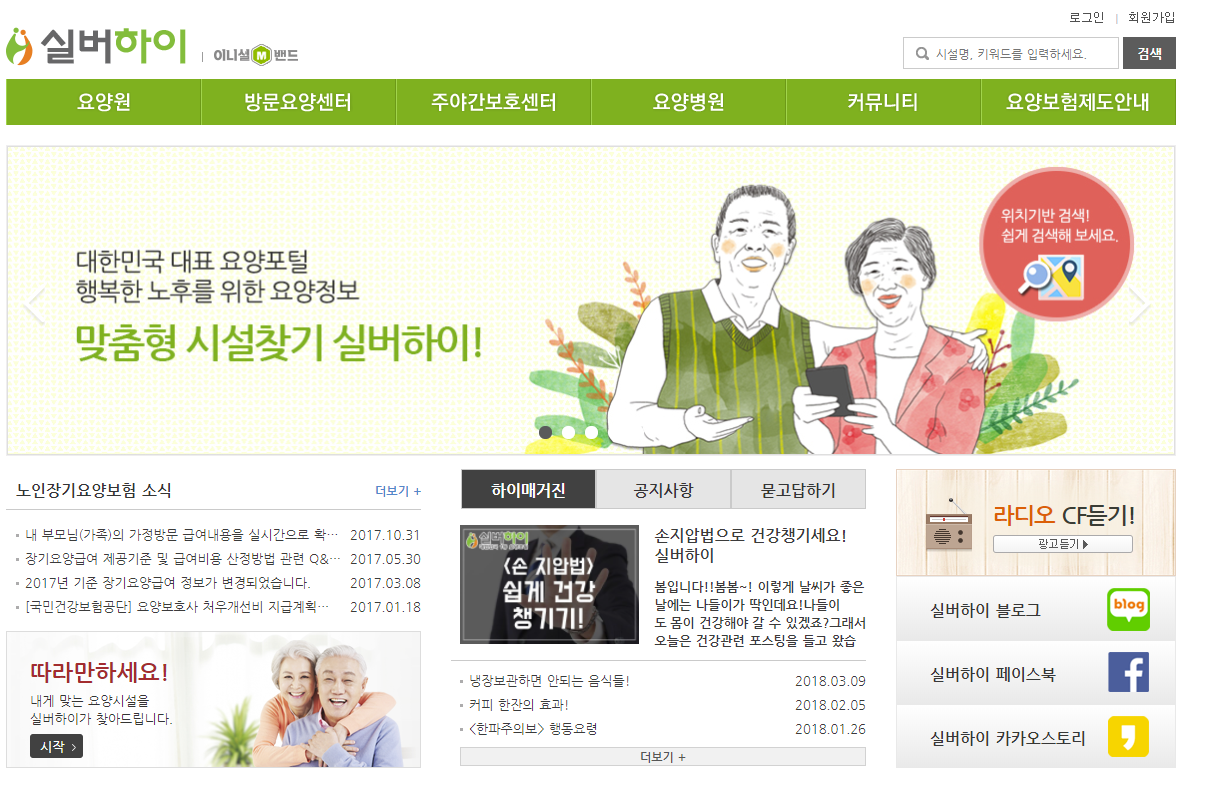 로그인 | 회원가입
실버하이 | 이니셜 M 밴드
시설명, 키워드를 입력하세요. 검색
요양원 방문요양센터 주야간보호센터 요양병원 커뮤니티 요양보험제도안내
위치기반 검색!
쉽게 검색해 보세요.
대한민국 대표 요양포털
행복한 노후를 위한 요양정보
맞춤형 시설찾기 실버하이!
노인장기요양보험 소식 더보기 +
내 부모님(가족)의 가정방문 급여내용을 실시간으로 확… 2017.10.31
장기요양급여 제공기준 및 급여비용 산정방법 관련 Q&… 2017.05.30
2017년 기준 장기요양급여 정보가 변경되었습니다. 2017.03.08
[국민건강보험공단] 요양보호사 처우개선비 지급계획… 2017.01.18
따라만하세요!
내게 맞는 요양시설을
실버하이가 찾아드립니다.
시작 >
하이매거진 공지사항 묻고답하기
실버하이
<손 지압법>
쉽게 건강
챙기기!
손지압법으로 건강챙기세요!
실버하이
봄입니다!!봄봄~! 이렇게 날씨가 좋은
날에는 나들이가 딱인데요!나들이
도 몸이 건강해야 갈 수 있겠죠?그래서
오늘은 건강관련 포스팅을 들고 왔습
냉장보관하면 안되는 음식들! 2018.03.09
커피 한잔의 효과! 2018.02.05
<한파주의보> 행동요령 2018.01.26
더보기 +
라디오 CF듣기!
광고듣기
실버하이 블로그 blog
실버하이 페이스북 f
실버하이 카카오스토리